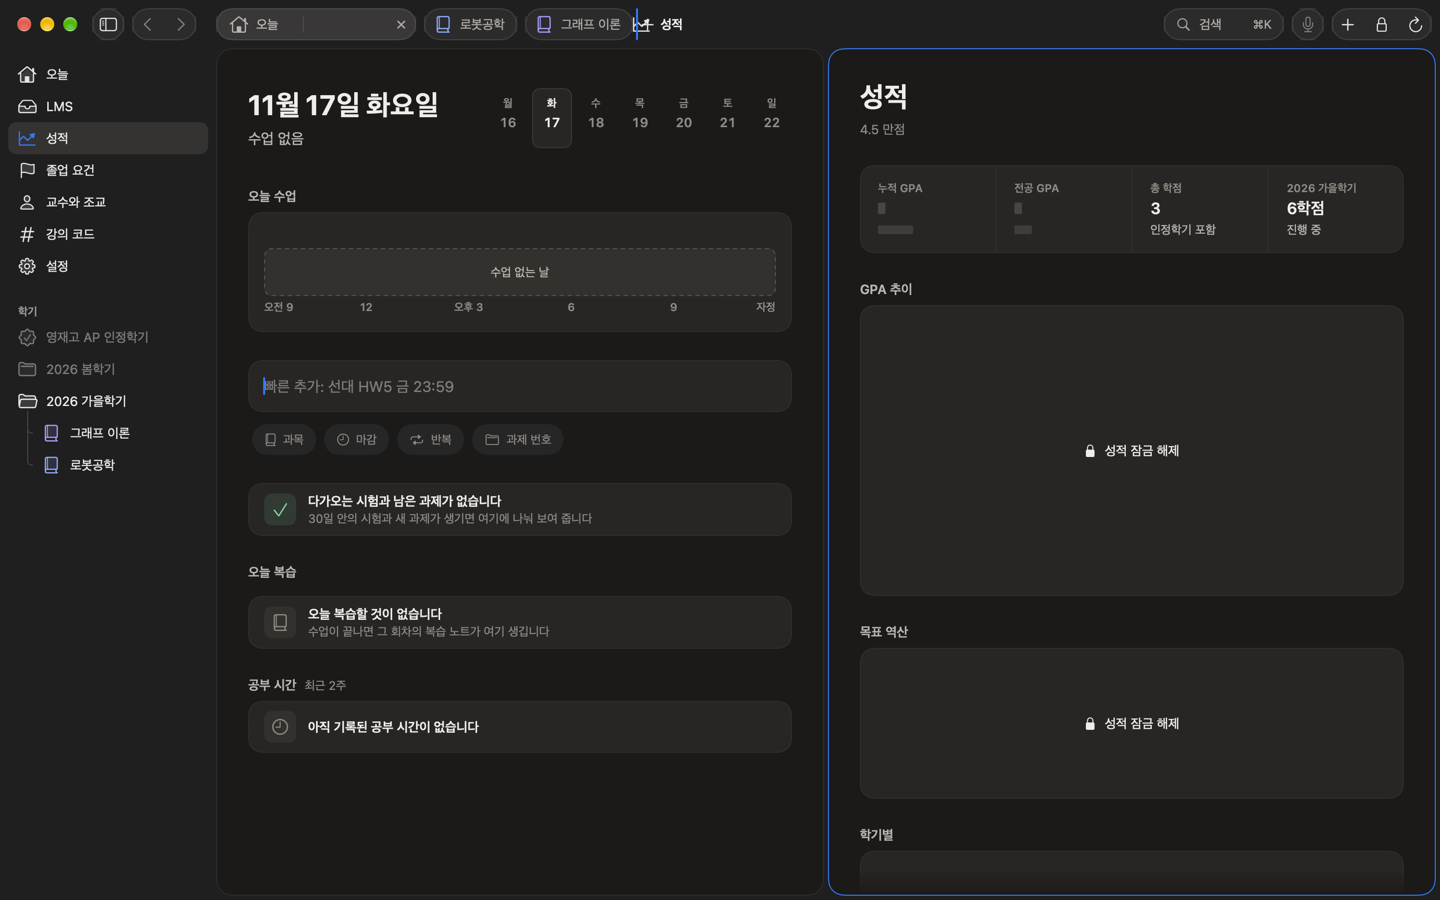 오늘
로봇공학
그래프 이론
성적
검색 ⌘K
오늘
LMS
성적
졸업 요건
교수와 조교
강의 코드
설정
학기
영재고 AP 인정학기
2026 봄학기
2026 가을학기
그래프 이론
로봇공학
11월 17일 화요일
수업 없음
월 화 수 목 금 토 일
16 17 18 19 20 21 22
오늘 수업
수업 없는 날
오전 9 12 오후 3 6 9 자정
빠른 추가: 선대 HW5 금 23:59
과목 마감 반복 과제 번호
다가오는 시험과 남은 과제가 없습니다
30일 안의 시험과 새 과제가 생기면 여기에 나눠 보여 줍니다
오늘 복습
오늘 복습할 것이 없습니다
수업이 끝나면 그 회차의 복습 노트가 여기 생깁니다
공부 시간 최근 2주
아직 기록된 공부 시간이 없습니다
성적
4.5 만점
누적 GPA
전공 GPA
총 학점
3
인정학기 포함
2026 가을학기
6학점
진행 중
GPA 추이
성적 잠금 해제
목표 역산
성적 잠금 해제
학기별